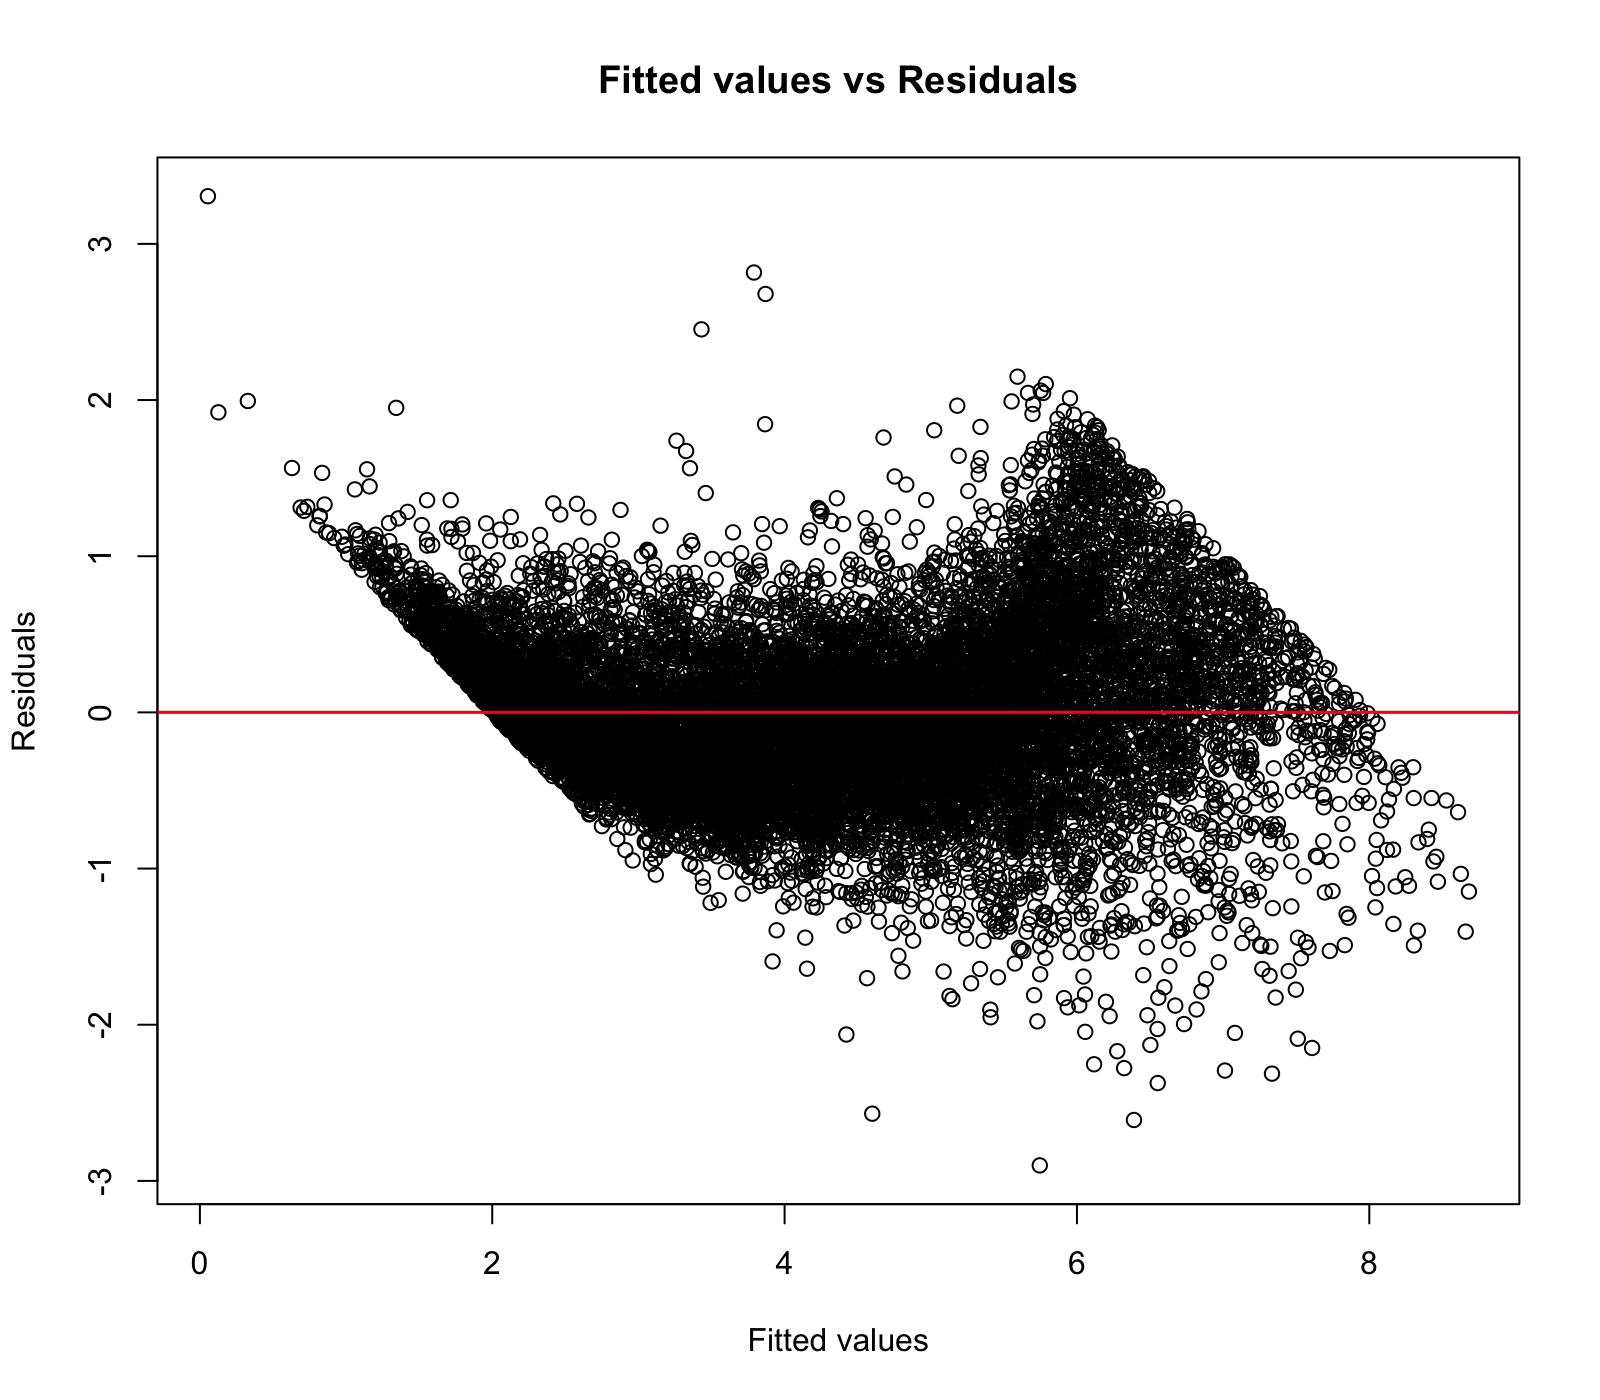 Fitted values vs Residuals
3
2
1
0
-1
-2
-3
Residuals
0 2 4 6 8
Fitted values